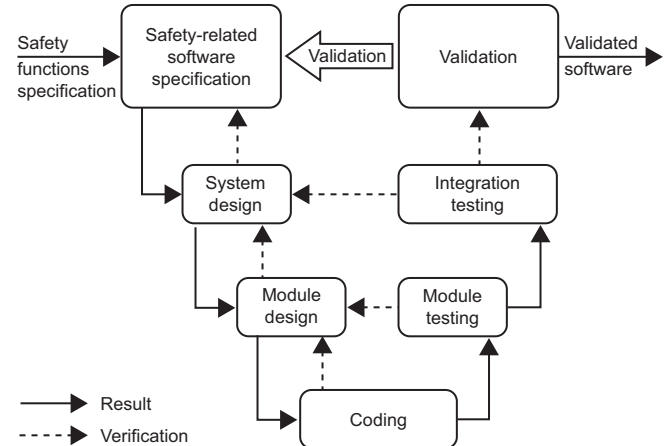 Safety
functions
specification
Safety-related
software
specification
Validation
Validation
Validated
software
System
design
Integration
testing
Module
design
Module
testing
Coding
Result
Verification